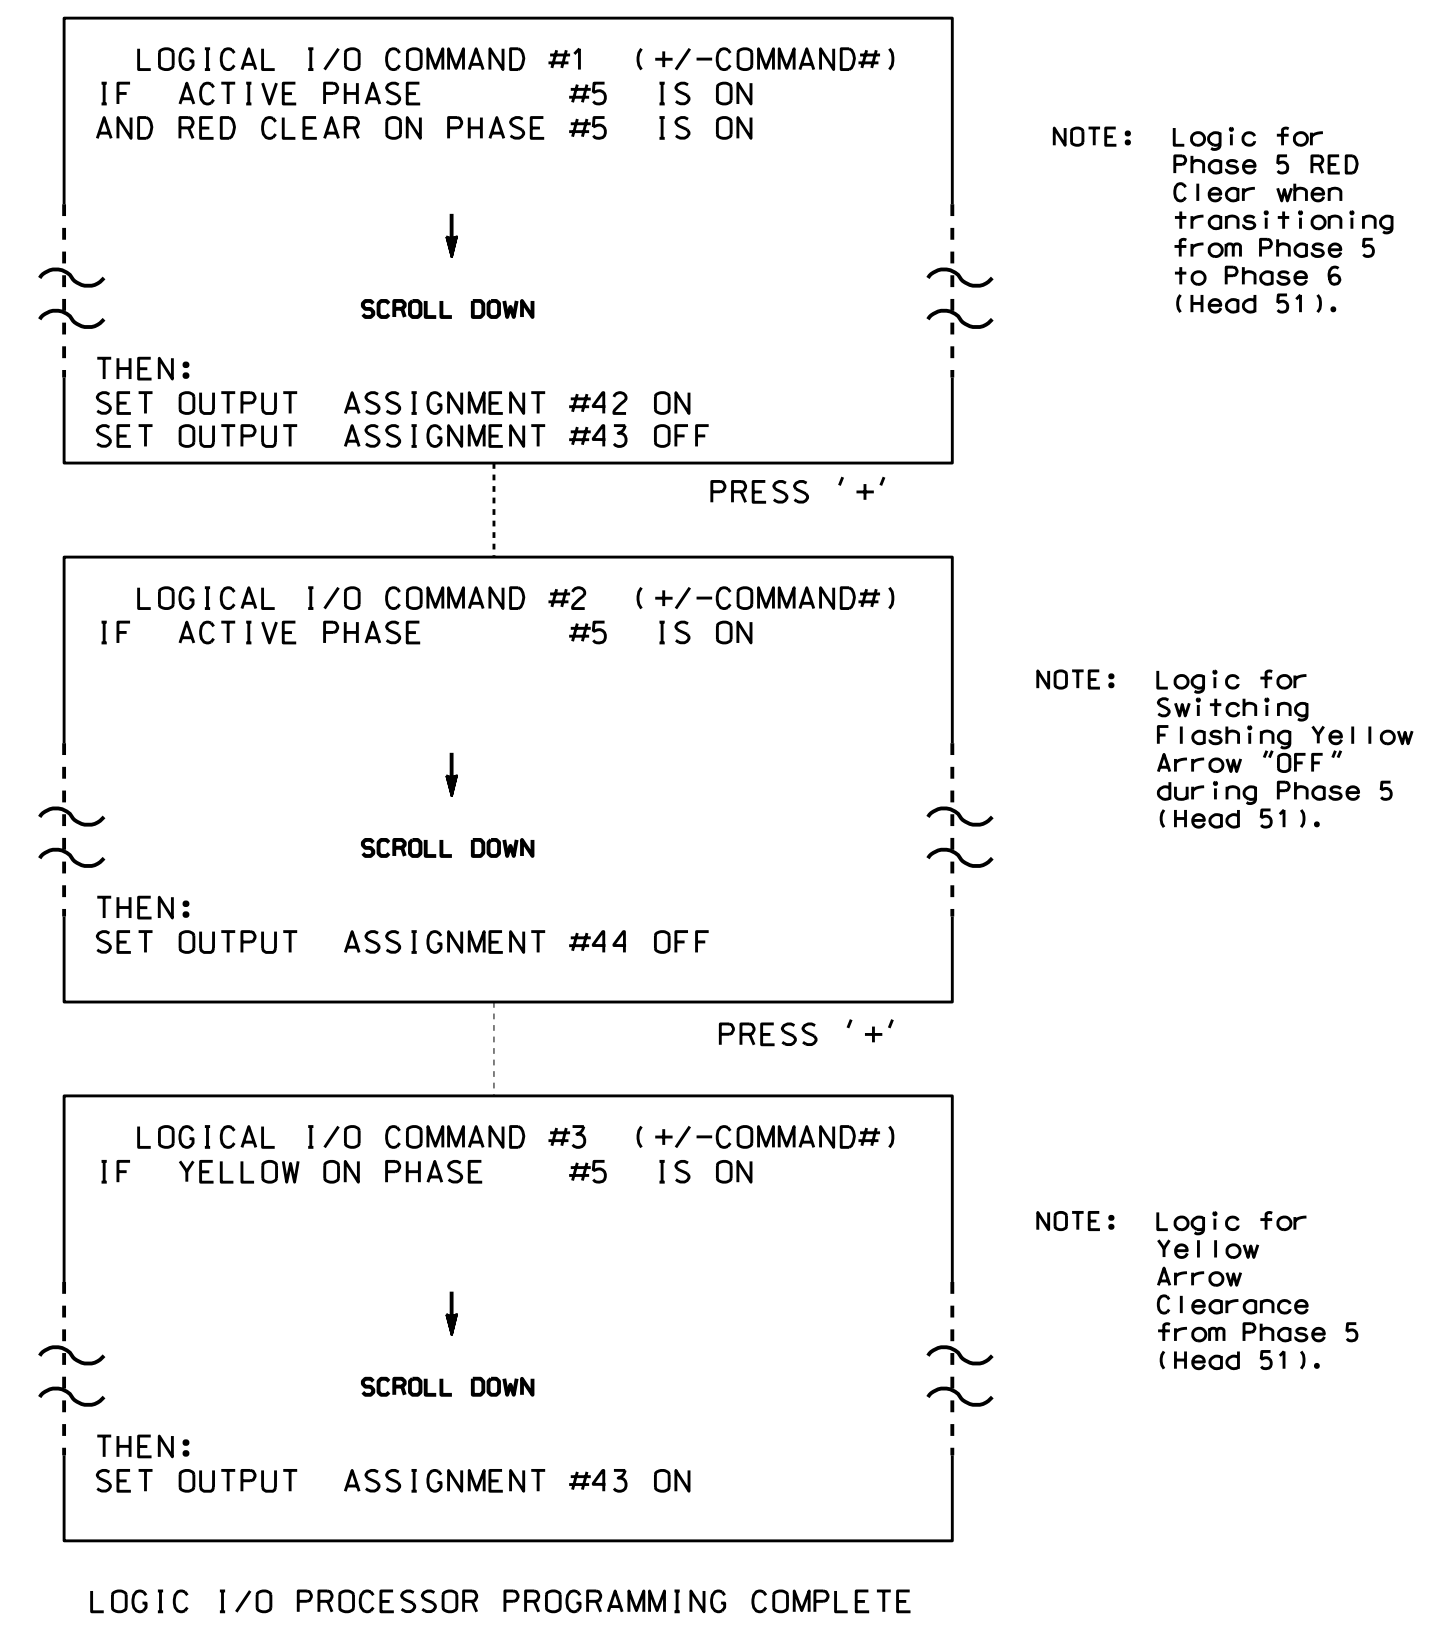 LOGICAL I/O COMMAND #1 (+/-COMMAND#)
IF ACTIVE PHASE #5 IS ON
AND RED CLEAR ON PHASE #5 IS ON
SCROLL DOWN
THEN:
SET OUTPUT ASSIGNMENT #42 ON
SET OUTPUT ASSIGNMENT #43 OFF
NOTE: Logic for
Phase 5 RED
Clear when
transitioning
from Phase 5
to Phase 6
(Head 51).
PRESS '+'
LOGICAL I/O COMMAND #2 (+/-COMMAND#)
IF ACTIVE PHASE #5 IS ON
SCROLL DOWN
THEN:
SET OUTPUT ASSIGNMENT #44 OFF
NOTE: Logic for
Switching
Flashing Yellow
Arrow "OFF"
during Phase 5
(Head 51).
PRESS '+'
LOGICAL I/O COMMAND #3 (+/-COMMAND#)
IF YELLOW ON PHASE #5 IS ON
SCROLL DOWN
THEN:
SET OUTPUT ASSIGNMENT #43 ON
NOTE: Logic for
Yellow
Arrow
Clearance
from Phase 5
(Head 51).
LOGIC I/O PROCESSOR PROGRAMMING COMPLETE